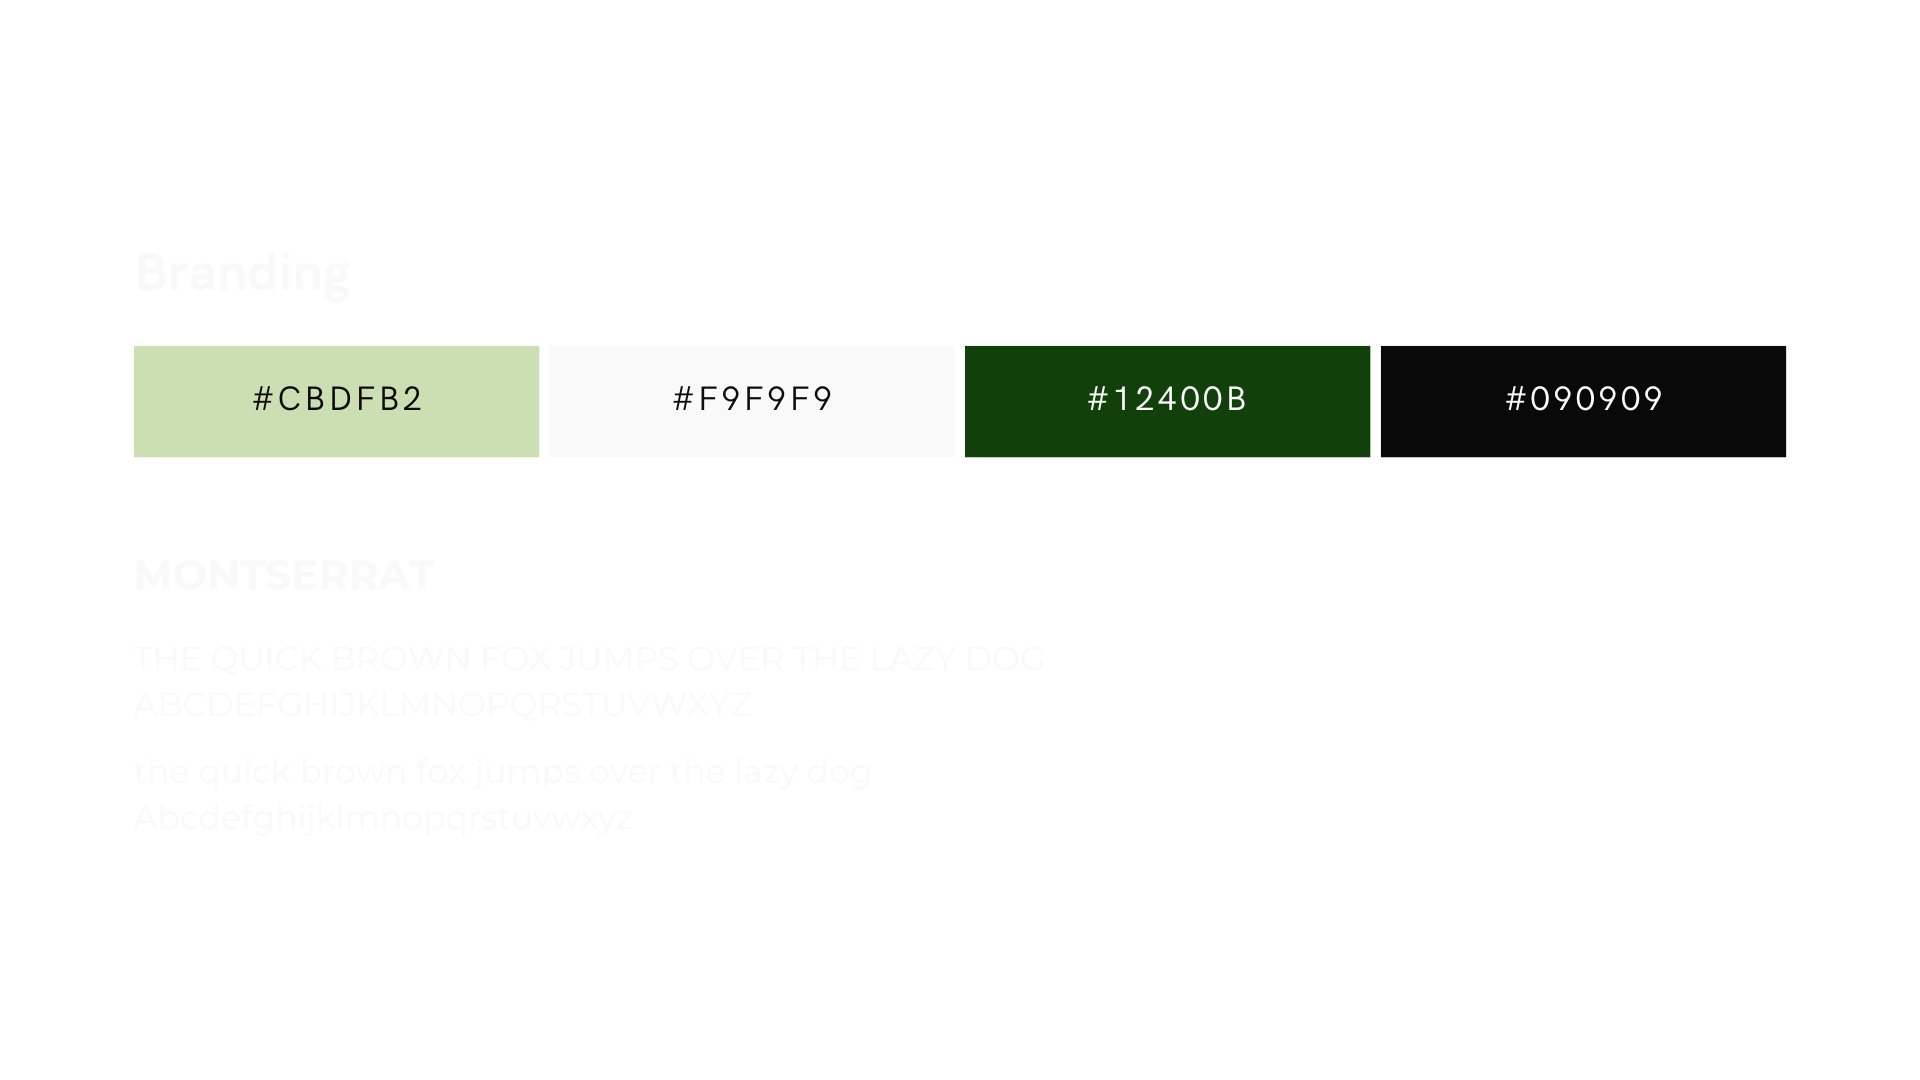 Branding
#CBDFB2
#F9F9F9
#12400B
#090909
MONTSERRAT
THE QUICK BROWN FOX JUMPS OVER THE LAZY DOG
ABCDEFGHIJKLMNOPQRSTUVWXYZ
the quick brown fox jumps over the lazy dog
Abcdefghijklmnopqrstuvwxyz